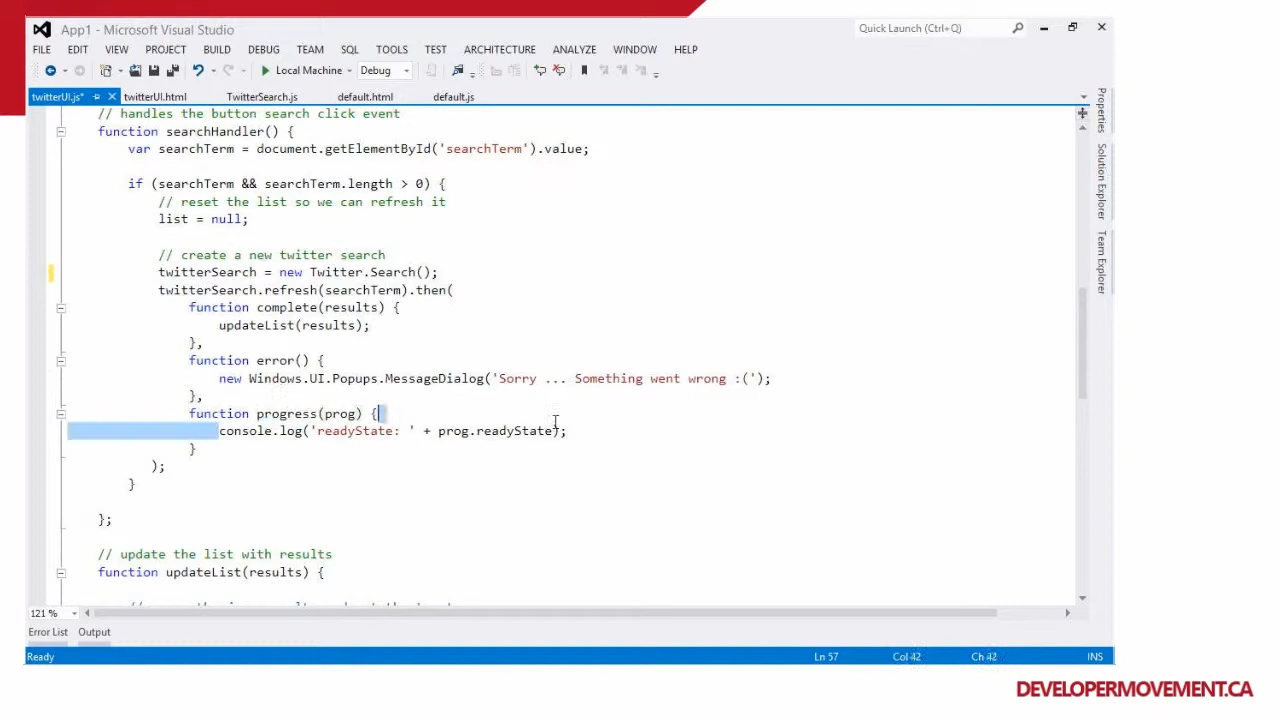 App1 - Microsoft Visual Studio
Quick Launch (Ctrl+Q)
FILE EDIT VIEW PROJECT BUILD DEBUG TEAM SQL TOOLS TEST ARCHITECTURE ANALYZE WINDOW HELP
Local Machine Debug
twitterUI.js* twitterUI.html TwitterSearch.js default.html default.js
// handles the button search click event
function searchHandler() {
var searchTerm = document.getElementById('searchTerm').value;
if (searchTerm && searchTerm.length > 0) {
// reset the list so we can refresh it
list = null;
// create a new twitter search
twitterSearch = new Twitter.Search();
twitterSearch.refresh(searchTerm).then(
function complete(results) {
updateList(results);
},
function error() {
new Windows.UI.Popups.MessageDialog('Sorry ... Something went wrong :(');
},
function progress(prog) {
console.log('readyState: ' + prog.readyState);
}
);
}
};
// update the list with results
function updateList(results) {
121 %
Error List Output
Ready Ln 57 Col 42 Ch 42 INS
Properties
Solution Explorer
Team Explorer
DEVELOPERMOVEMENT.CA